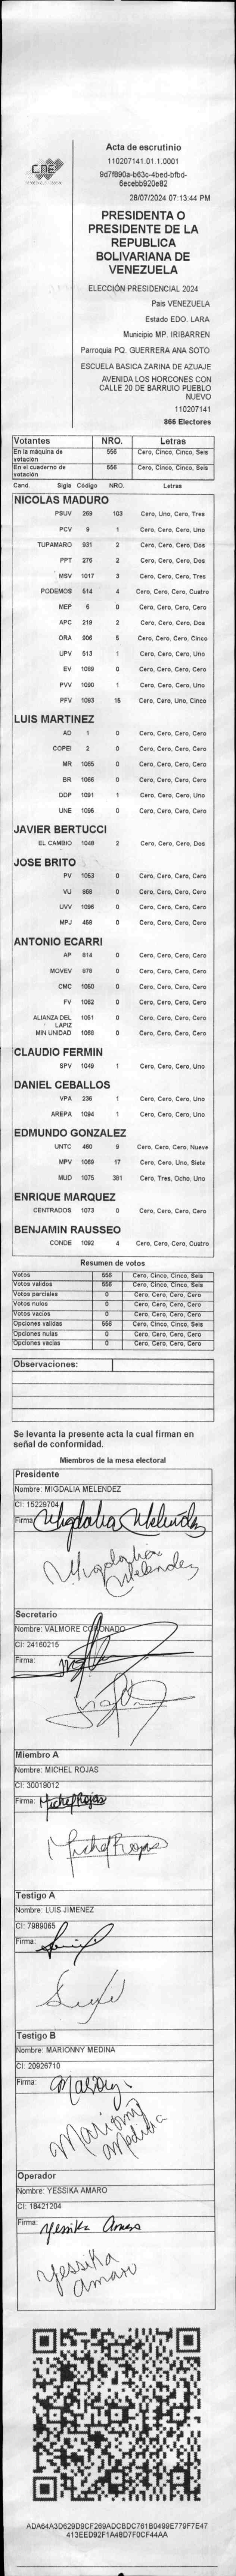 CNE
Acta de escrutinio
110207141.01.1.0001
9d7f890a-b63c-4bed-bfbd-
6ecebb920e82
28/07/2024 07:13:44 PM
PRESIDENTA O
PRESIDENTE DE LA
REPUBLICA
BOLIVARIANA DE
VENEZUELA
ELECCIÓN PRESIDENCIAL 2024
Pais VENEZUELA
Estado EDO. LARA
Municipio MP. IRIBARREN
Parroquia PQ. GUERRERA ANA SOTO
ESCUELA BASICA ZARINA DE AZUAJE
AVENIDA LOS HORCONES CON
CALLE 20 DE BARRUIO PUEBLO
NUEVO
110207141
866 Electores
Votantes NRO. Letras
En la máquina de votación 556 Cero, Cinco, Cinco, Seis
En el cuaderno de votación 556 Cero, Cinco, Cinco, Seis
Cand. Sigla Código NRO. Letras
NICOLAS MADURO
PSUV 269 103 Cero, Uno, Cero, Tres
PCV 9 1 Cero, Cero, Cero, Uno
TUPAMARO 931 2 Cero, Cero, Cero, Dos
PPT 276 2 Cero, Cero, Cero, Dos
MSV 1017 3 Cero, Cero, Cero, Tres
PODEMOS 514 4 Cero, Cero, Cero, Cuatro
MEP 6 0 Cero, Cero, Cero, Cero
APC 219 2 Cero, Cero, Cero, Dos
ORA 906 5 Cero, Cero, Cero, Cinco
UPV 513 1 Cero, Cero, Cero, Uno
EV 1089 0 Cero, Cero, Cero, Cero
PVV 1090 1 Cero, Cero, Cero, Uno
PFV 1093 15 Cero, Cero, Uno, Cinco
LUIS MARTINEZ
AD 1 0 Cero, Cero, Cero, Cero
COPEI 2 0 Cero, Cero, Cero, Cero
MR 1055 0 Cero, Cero, Cero, Cero
BR 1066 0 Cero, Cero, Cero, Cero
DDP 1091 1 Cero, Cero, Cero, Uno
UNE 1095 0 Cero, Cero, Cero, Cero
JAVIER BERTUCCI
EL CAMBIO 1048 2 Cero, Cero, Cero, Dos
JOSE BRITO
PV 1053 0 Cero, Cero, Cero, Cero
VU 869 0 Cero, Cero, Cero, Cero
UVV 1096 0 Cero, Cero, Cero, Cero
MPJ 458 0 Cero, Cero, Cero, Cero
ANTONIO ECARRI
AP 814 0 Cero, Cero, Cero, Cero
MOVEV 879 0 Cero, Cero, Cero, Cero
CMC 1050 0 Cero, Cero, Cero, Cero
FV 1062 0 Cero, Cero, Cero, Cero
ALIANZA DEL LAPIZ 1051 0 Cero, Cero, Cero, Cero
MIN UNIDAD 1068 0 Cero, Cero, Cero, Cero
CLAUDIO FERMIN
SPV 1049 1 Cero, Cero, Cero, Uno
DANIEL CEBALLOS
VPA 236 1 Cero, Cero, Cero, Uno
AREPA 1094 1 Cero, Cero, Cero, Uno
EDMUNDO GONZALEZ
UNTC 460 9 Cero, Cero, Cero, Nueve
MPV 1069 17 Cero, Cero, Uno, Siete
MUD 1075 381 Cero, Tres, Ocho, Uno
ENRIQUE MARQUEZ
CENTRADOS 1073 0 Cero, Cero, Cero, Cero
BENJAMIN RAUSSEO
CONDE 1092 4 Cero, Cero, Cero, Cuatro
Resumen de votos
Votos 556 Cero, Cinco, Cinco, Seis
Votos validos 556 Cero, Cinco, Cinco, Seis
Votos parciales 0 Cero, Cero, Cero, Cero
Votos nulos 0 Cero, Cero, Cero, Cero
Votos vacios 0 Cero, Cero, Cero, Cero
Opciones validas 556 Cero, Cinco, Cinco, Seis
Opciones nulas 0 Cero, Cero, Cero, Cero
Opciones vacias 0 Cero, Cero, Cero, Cero
Observaciones:
Se levanta la presente acta la cual firman en
señal de conformidad.
Miembros de la mesa electoral
Presidente
Nombre: MIGDALIA MELENDEZ
CI: 15229704
Firma: Migdalia Melendez
Migdalia
Melendez
Secretario
Nombre: VALMORE CORONADO
CI: 24160215
Firma:
Miembro A
Nombre: MICHEL ROJAS
CI: 30019012
Firma: Michel Rojas
Michel Rojas
Testigo A
Nombre: LUIS JIMENEZ
CI: 7989065
Firma:
Testigo B
Nombre: MARIONNY MEDINA
CI: 20926710
Firma:
Marionny
Medina
Operador
Nombre: YESSIKA AMARO
CI: 18421204
Firma: Yessika Amaro
Yessika
Amaro
ADA64A3D629D9CF269ADCBDC761B0499E779F7E47
413EED92F1A48D7F0CF44AA